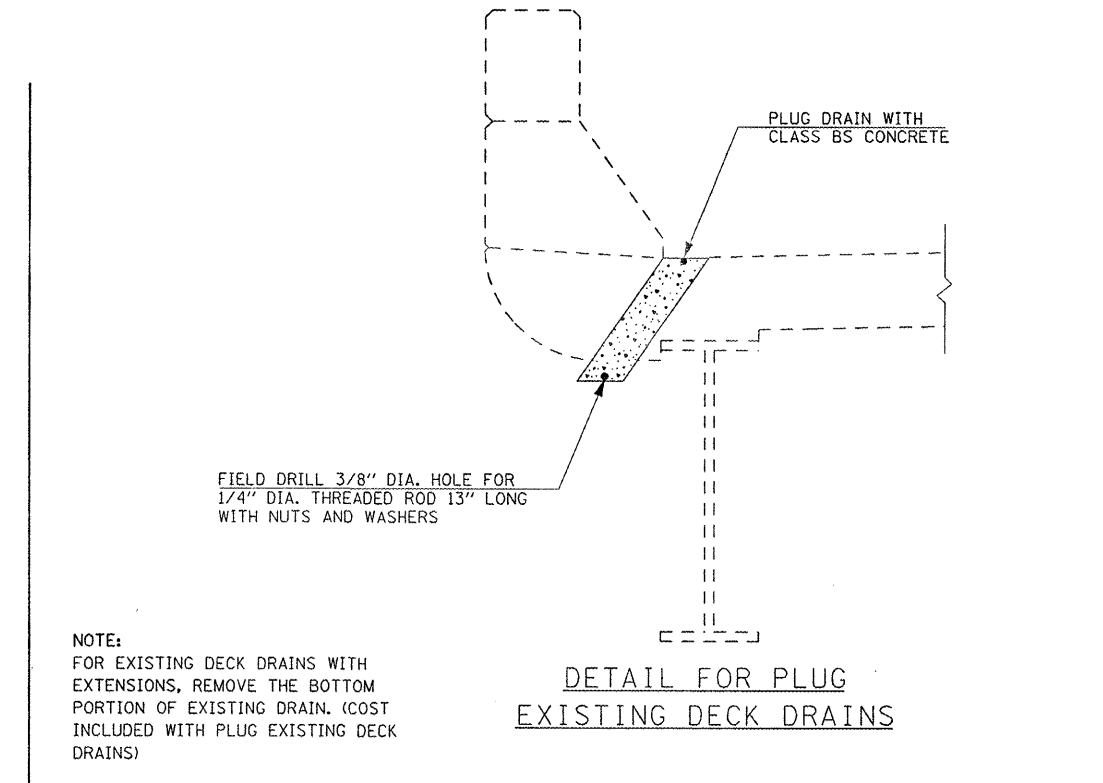 PLUG DRAIN WITH
CLASS BS CONCRETE
FIELD DRILL 3/8" DIA. HOLE FOR
1/4" DIA. THREADED ROD 13" LONG
WITH NUTS AND WASHERS
NOTE:
FOR EXISTING DECK DRAINS WITH
EXTENSIONS, REMOVE THE BOTTOM
PORTION OF EXISTING DRAIN. (COST
INCLUDED WITH PLUG EXISTING DECK
DRAINS)
DETAIL FOR PLUG
EXISTING DECK DRAINS